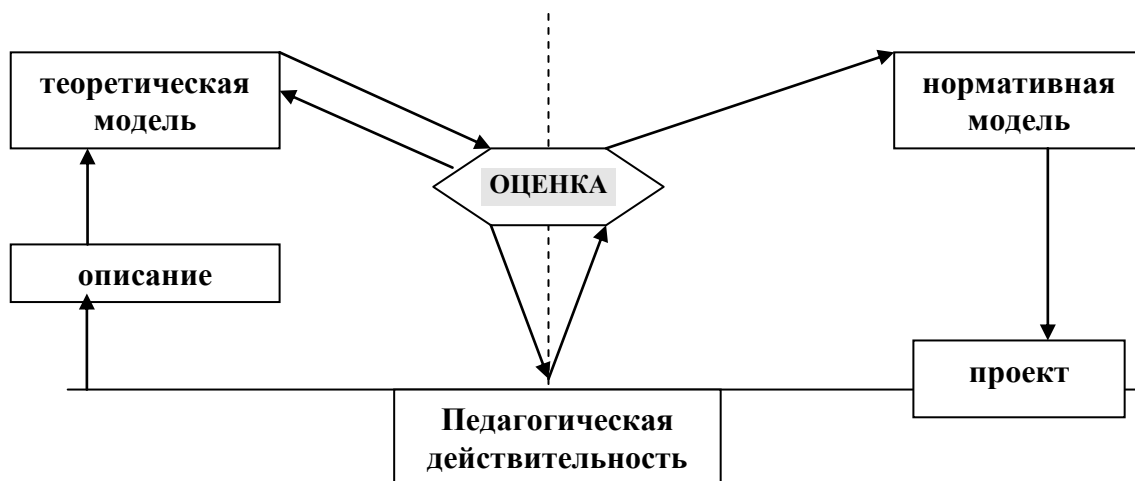 теоретическая
модель
нормативная
модель
ОЦЕНКА
описание
проект
Педагогическая
действительность